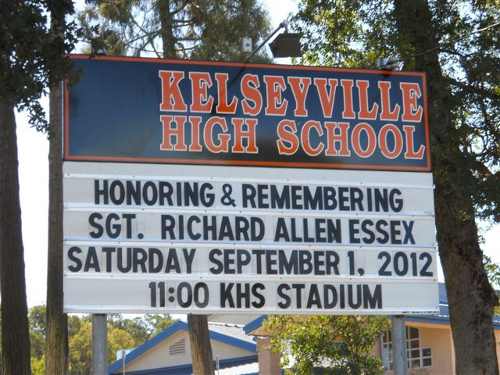 KELSEYVILLE
HIGH SCHOOL
HONORING & REMEMBERING
SGT. RICHARD ALLEN ESSEX
SATURDAY SEPTEMBER 1, 2012
11:00 KHS STADIUM